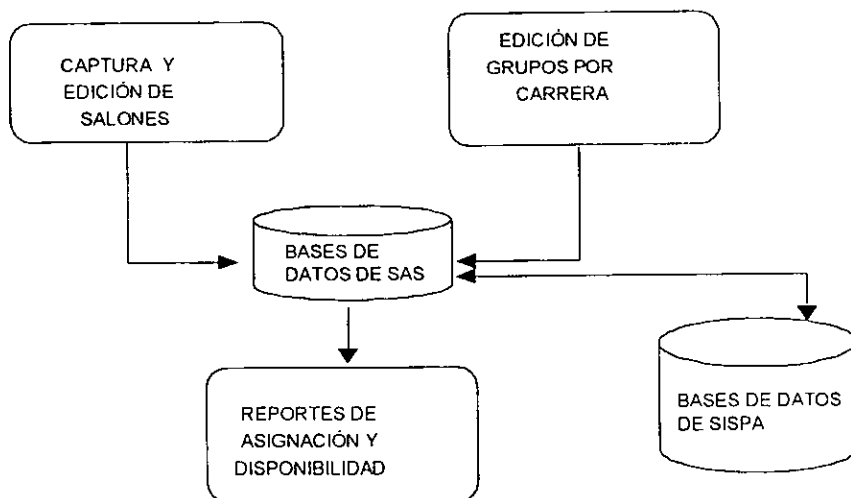 CAPTURA Y
EDICIÓN DE
SALONES
EDICIÓN DE
GRUPOS POR
CARRERA
BASES DE
DATOS DE SAS
REPORTES DE
ASIGNACIÓN Y
DISPONIBILIDAD
BASES DE DATOS
DE SISPA